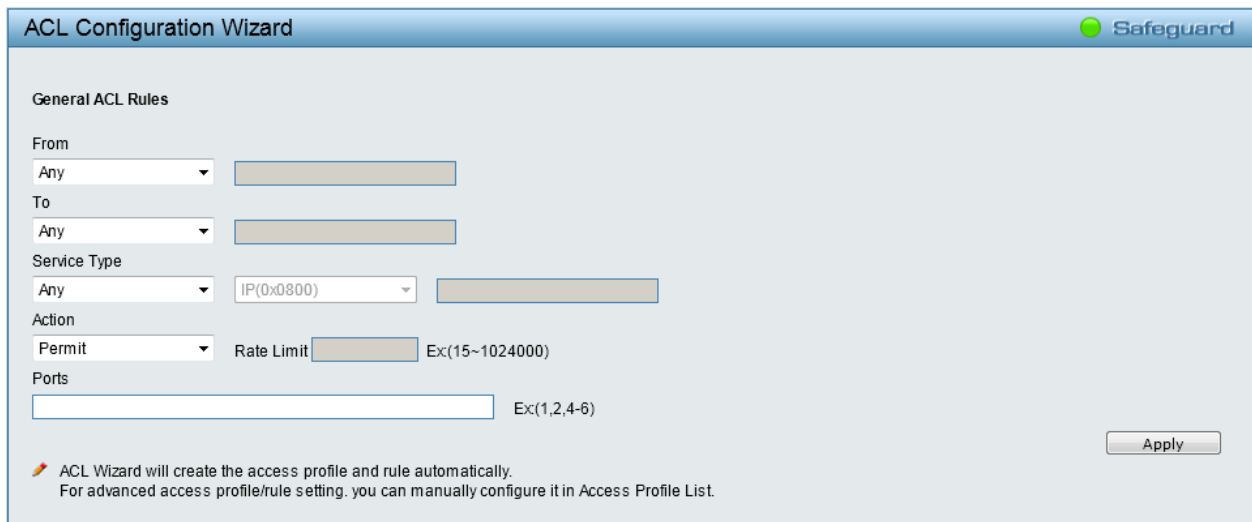 ACL Configuration Wizard
Safeguard
General ACL Rules
From
Any
To
Any
Service Type
Any IP(0x0800)
Action
Permit Rate Limit Ex:(15~1024000)
Ports
Ex:(1,2,4-6)
Apply
ACL Wizard will create the access profile and rule automatically.
For advanced access profile/rule setting. you can manually configure it in Access Profile List.